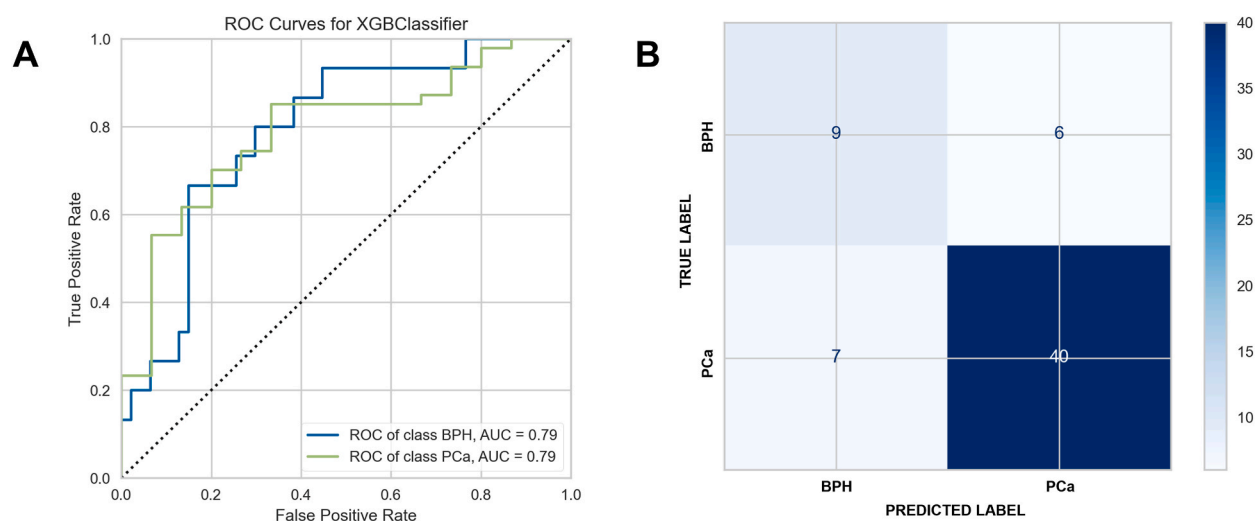 A
ROC Curves for XGBClassifier
True Positive Rate
1.0
0.8
0.6
0.4
0.2
0.0
0.0 0.2 0.4 0.6 0.8 1.0
False Positive Rate
ROC of class BPH, AUC = 0.79
ROC of class PCa, AUC = 0.79
B
TRUE LABEL
BPH
PCa
9 6
7 40
BPH PCa
PREDICTED LABEL
40
35
30
25
20
15
10